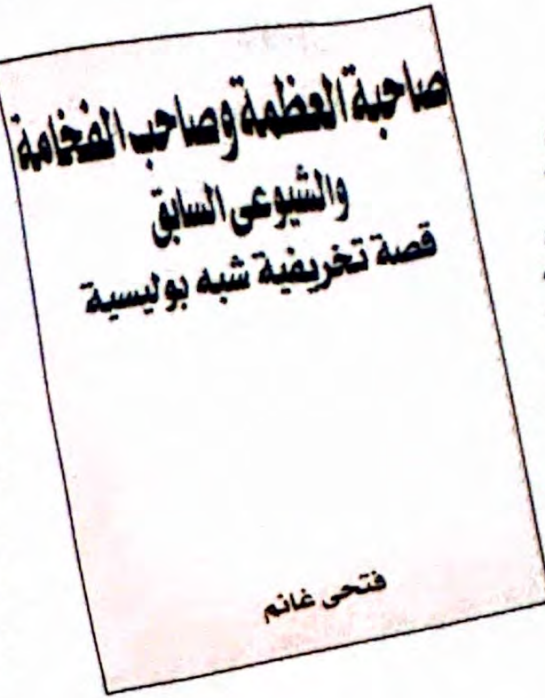 صاحبة العظمة وصاحب الفخامة
والشيوعى السابق
قصة تخريفية شبه بوليسية
فتحى غانم